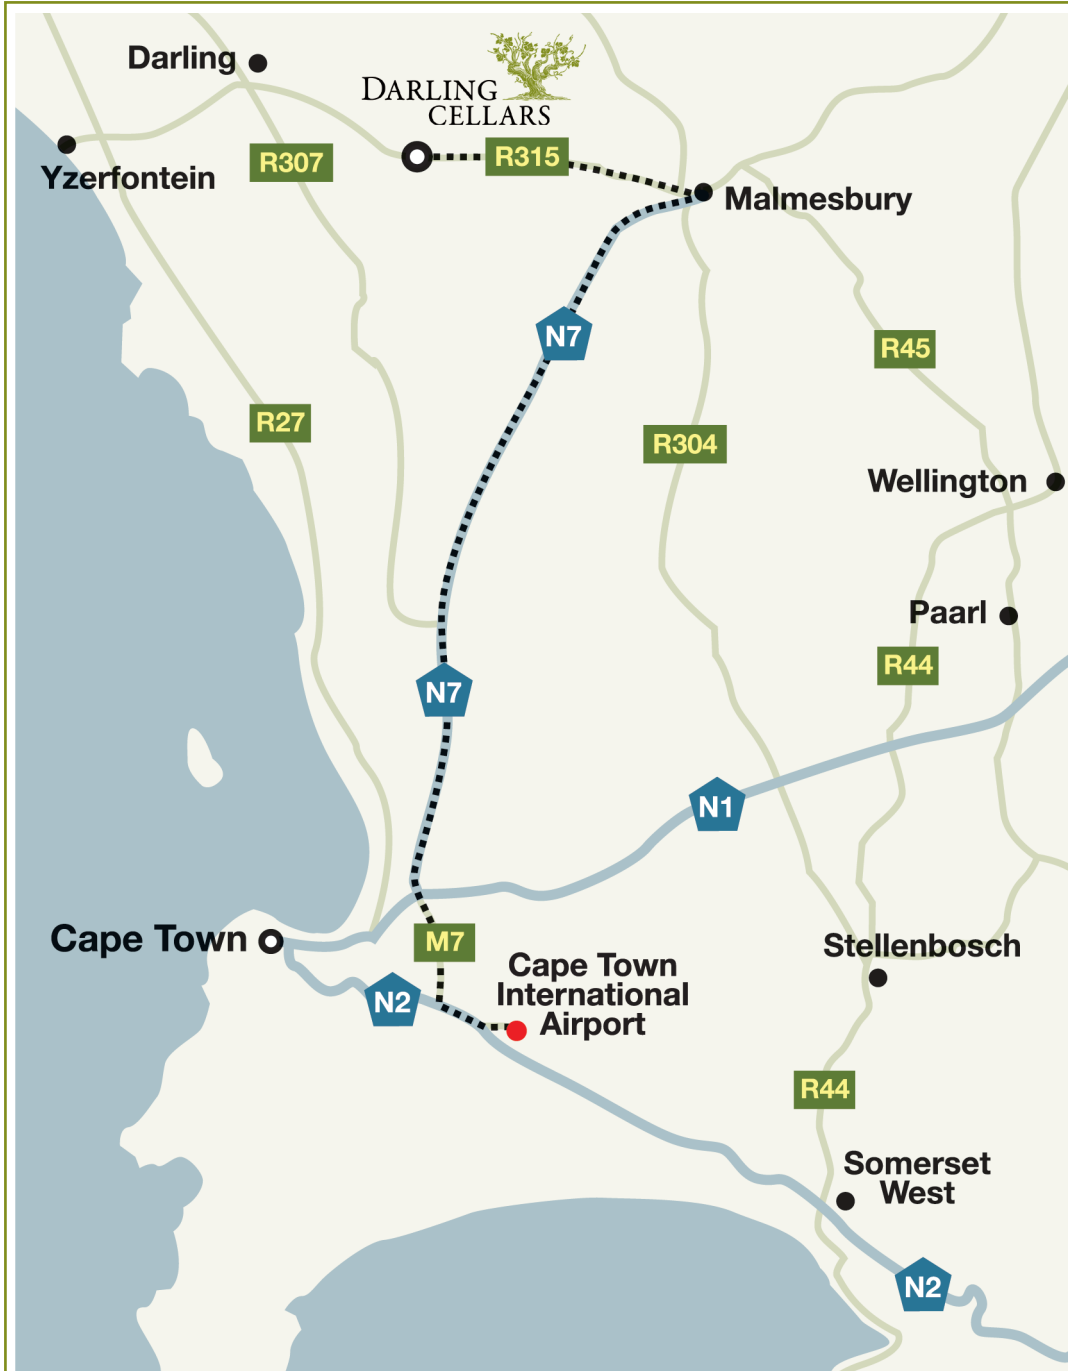 Darling
DARLING
CELLARS
Yzerfontein
R307
R315
Malmesbury
N7
R45
R27
R304
Wellington
Paarl
R44
N7
N1
Cape Town
M7
Stellenbosch
Cape Town
International
Airport
N2
R44
Somerset
West
N2